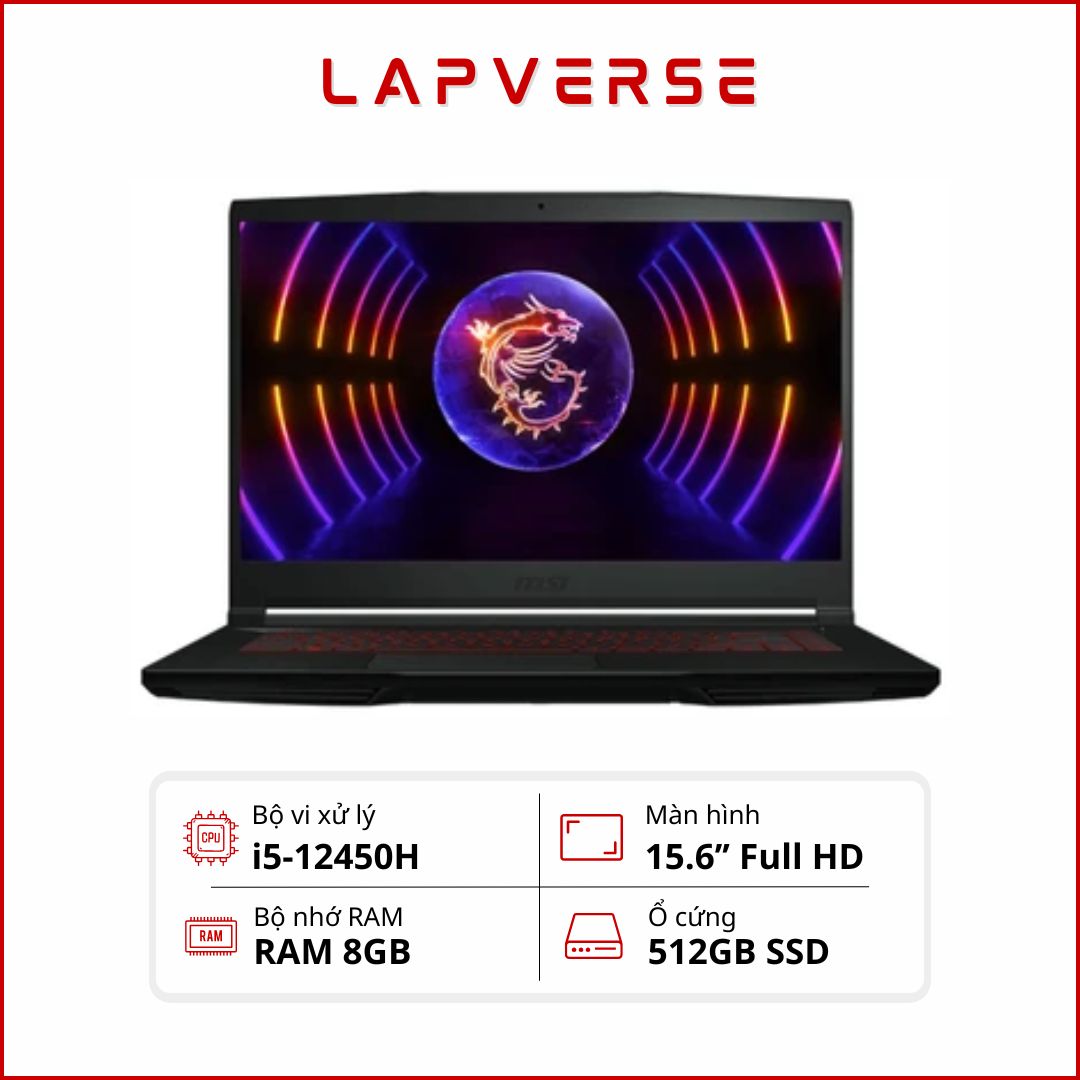 LAPVERSE
msi
CPU
Bộ vi xử lý
i5-12450H
Màn hình
15.6” Full HD
RAM
Bộ nhớ RAM
RAM 8GB
Ổ cứng
512GB SSD